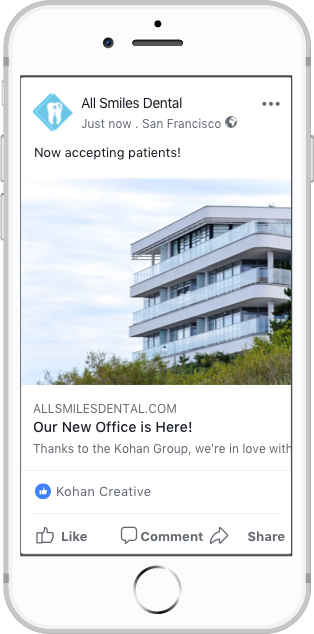 All Smiles Dental
Just now . San Francisco
Now accepting patients!
ALLSMILESDENTAL.COM
Our New Office is Here!
Thanks to the Kohan Group, we're in love with
Kohan Creative
Like Comment Share